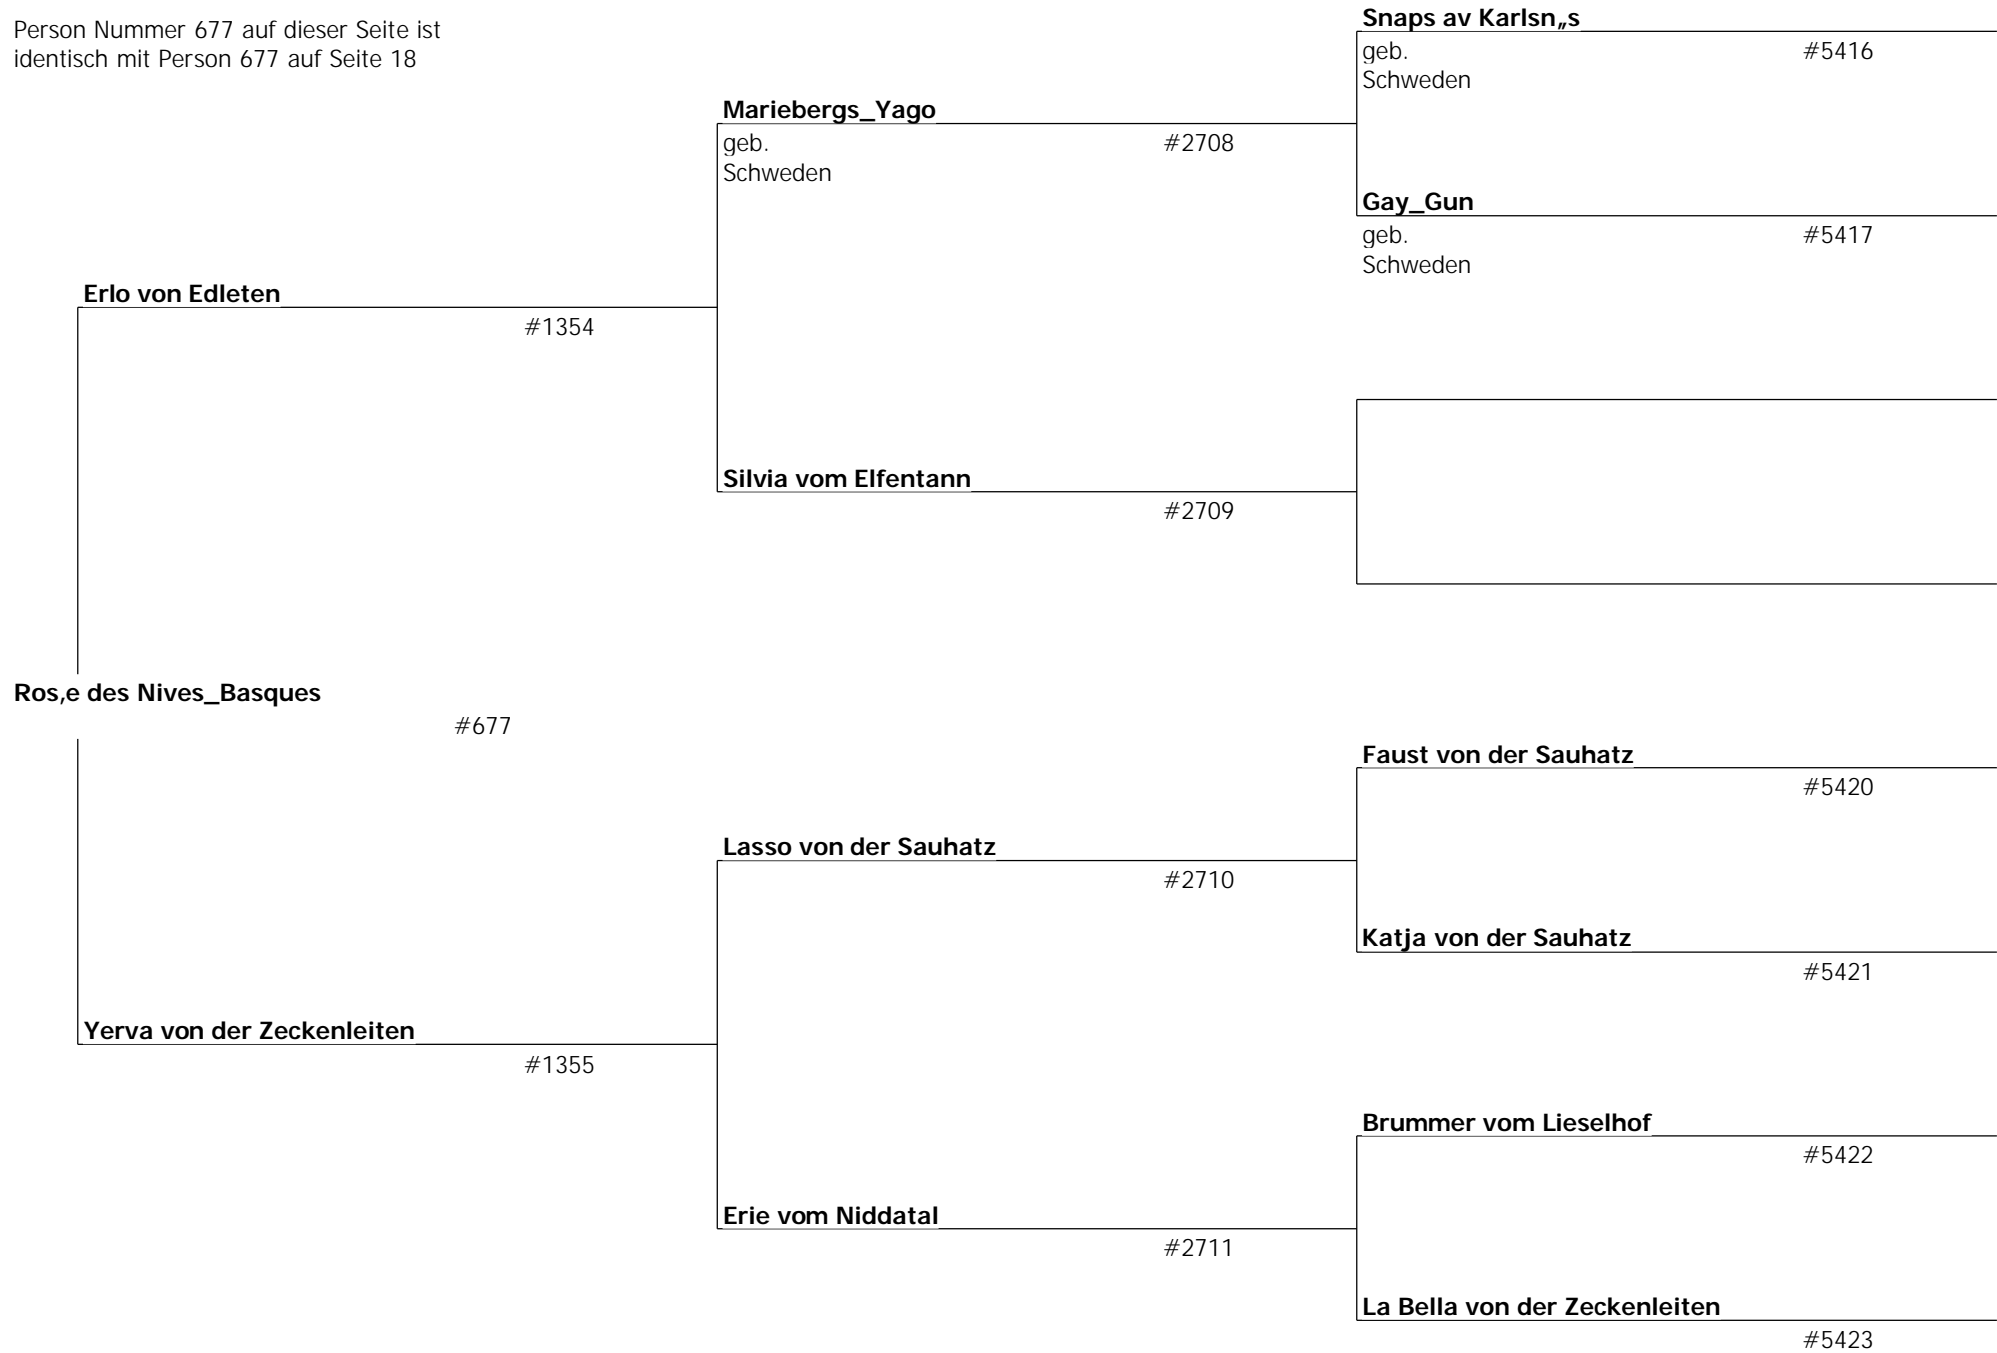 Person Nummer 677 auf dieser Seite ist
identisch mit Person 677 auf Seite 18
Snaps av Karlsn„s
geb.
#5416
Schweden
Mariebergs_Yago
geb.
#2708
Schweden
Gay_Gun
geb.
#5417
Schweden
Erlo von Edleten
#1354
Silvia vom Elfentann
#2709
Ros‚e des Nives_Basques
#677
Faust von der Sauhatz
#5420
Lasso von der Sauhatz
#2710
Katja von der Sauhatz
#5421
Yerva von der Zeckenleiten
#1355
Brummer vom Lieselhof
#5422
Erie vom Niddatal
#2711
La Bella von der Zeckenleiten
#5423